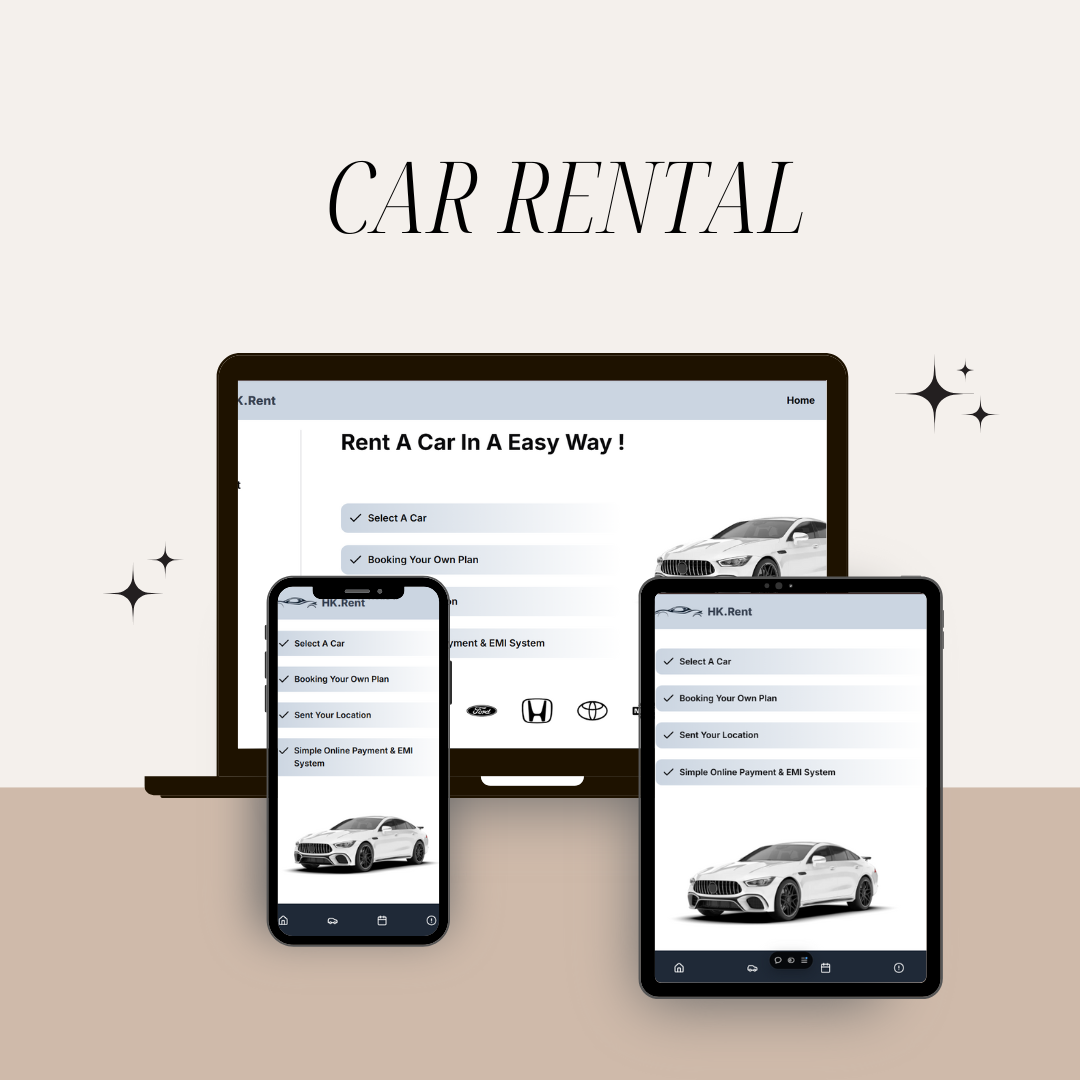 CAR RENTAL
K.Rent
Home
Rent A Car In A Easy Way !
t
Select A Car
Booking Your Own Plan
on
yment & EMI System
Ford
HK.Rent
Select A Car
Booking Your Own Plan
Sent Your Location
Simple Online Payment & EMI
System
HK.Rent
Select A Car
Booking Your Own Plan
Sent Your Location
Simple Online Payment & EMI System